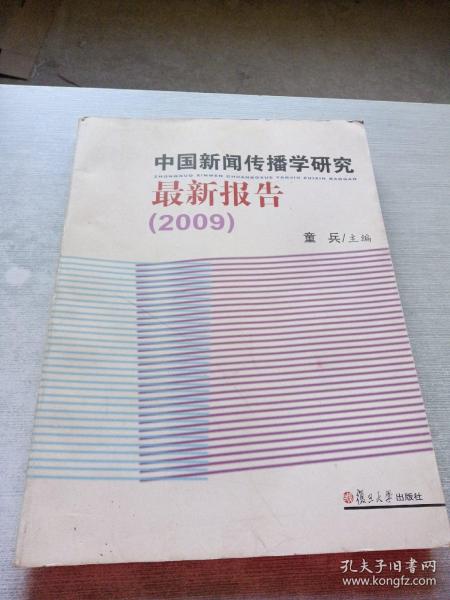 中国新闻传播学研究
ZHONGGUO XINWEN CHUANBOXUE YANJIU ZUIXIN BAOGAO
最新报告
(2009)
童 兵/主编
復旦大学出版社
孔夫子旧书网
www.kongfz.com